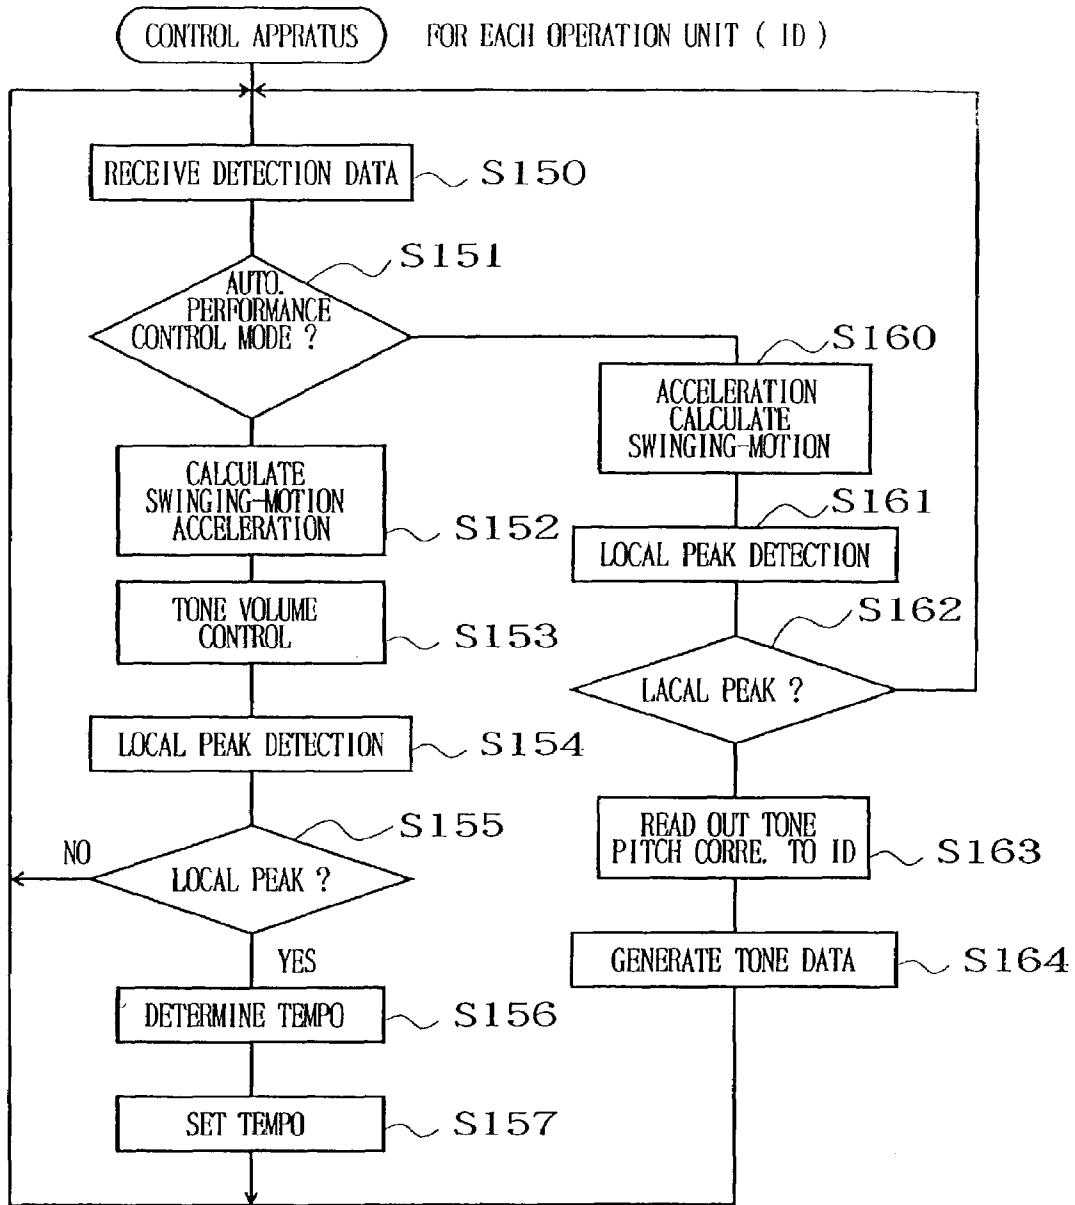 CONTROL APPRATUS
FOR EACH OPERATION UNIT ( ID )
RECEIVE DETECTION DATA
S150
S151
AUTO.
PERFORMANCE
CONTROL MODE ?
CALCULATE
SWINGING-MOTION
ACCELERATION
S152
TONE VOLUME
CONTROL
S153
LOCAL PEAK DETECTION
S154
S155
NO
LOCAL PEAK ?
YES
DETERMINE TEMPO
S156
SET TEMPO
S157
S160
ACCELERATION
CALCULATE
SWINGING-MOTION
S161
LOCAL PEAK DETECTION
S162
LACAL PEAK ?
READ OUT TONE
PITCH CORRE. TO ID
S163
GENERATE TONE DATA
S164